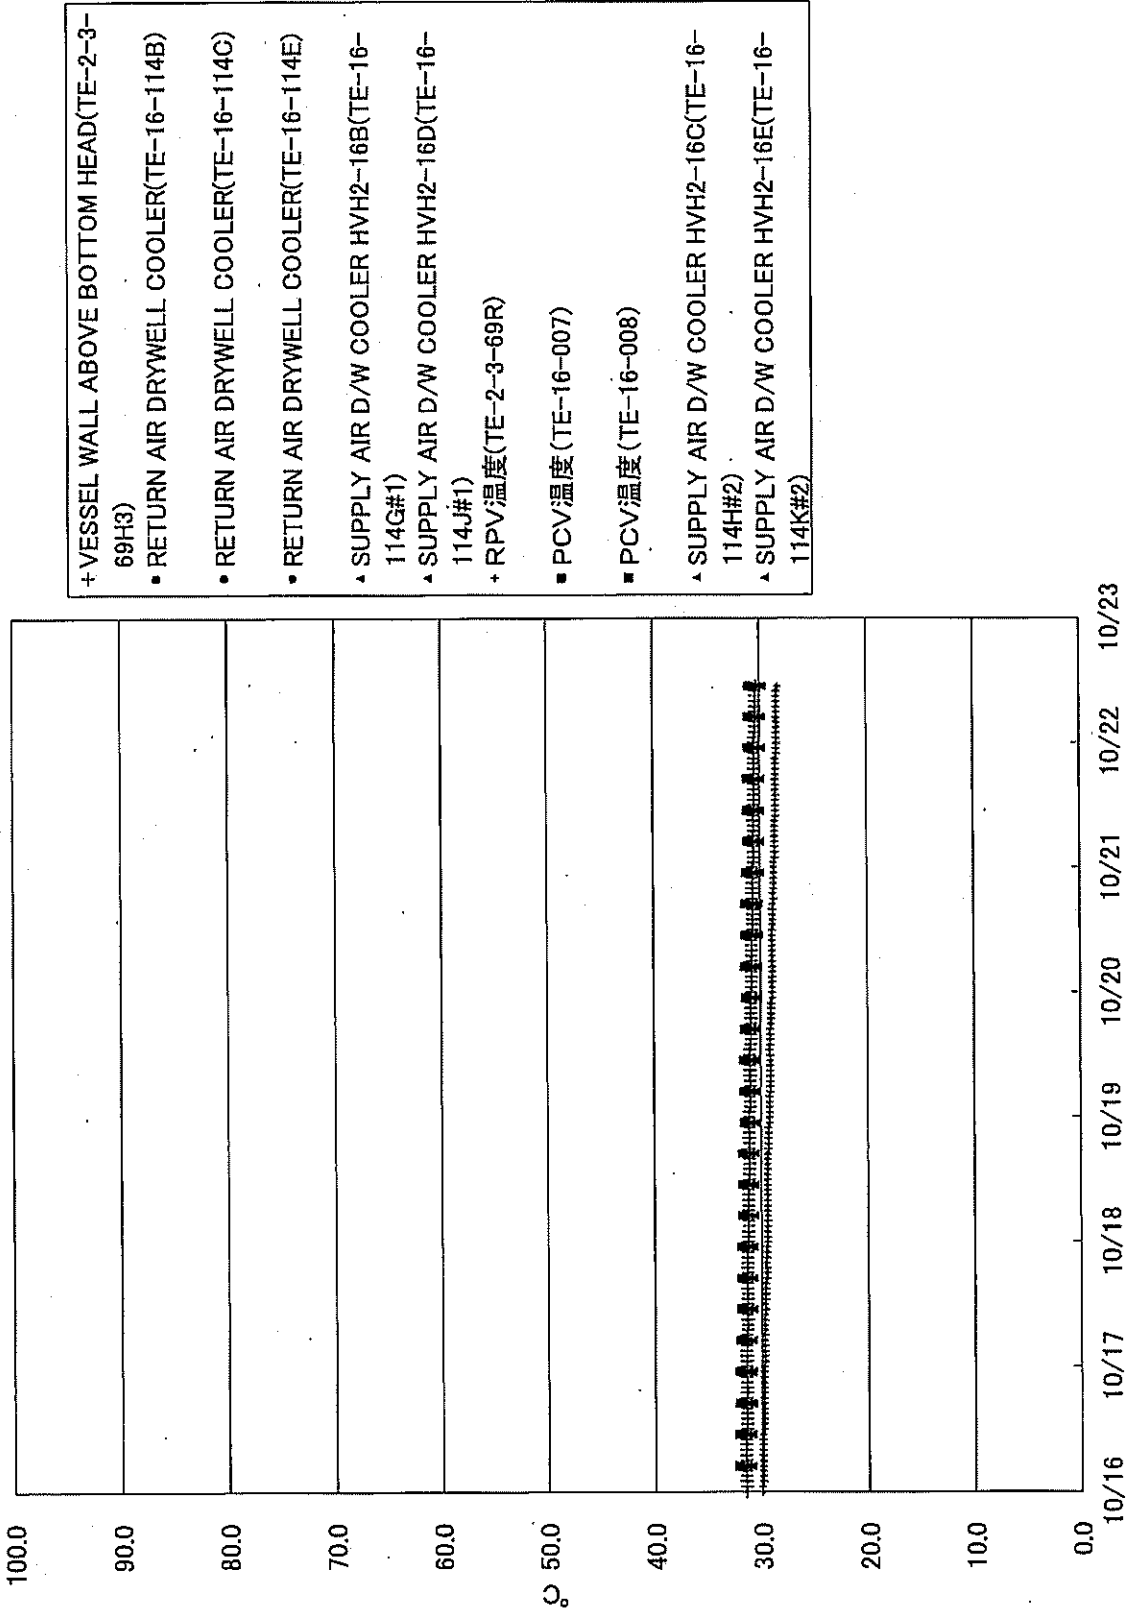 100.0
90.0
80.0
70.0
60.0
50.0
40.0
30.0
20.0
10.0
0.0
℃
10/16 10/17 10/18 10/19 10/20 10/21 10/22 10/23
+VESSEL WALL ABOVE BOTTOM HEAD(TE-2-3-
69H3)
RETURN AIR DRYWELL COOLER(TE-16-114B)
RETURN AIR DRYWELL COOLER(TE-16-114C)
RETURN AIR DRYWELL COOLER(TE-16-114E)
SUPPLY AIR D/W COOLER HVH2-16B(TE-16-
114G#1)
SUPPLY AIR D/W COOLER HVH2-16D(TE-16-
114J#1)
+RPV温度(TE-2-3-69R)
PCV温度(TE-16-007)
PCV温度(TE-16-008)
SUPPLY AIR D/W COOLER HVH2-16C(TE-16-
114H#2)
SUPPLY AIR D/W COOLER HVH2-16E(TE-16-
114K#2)